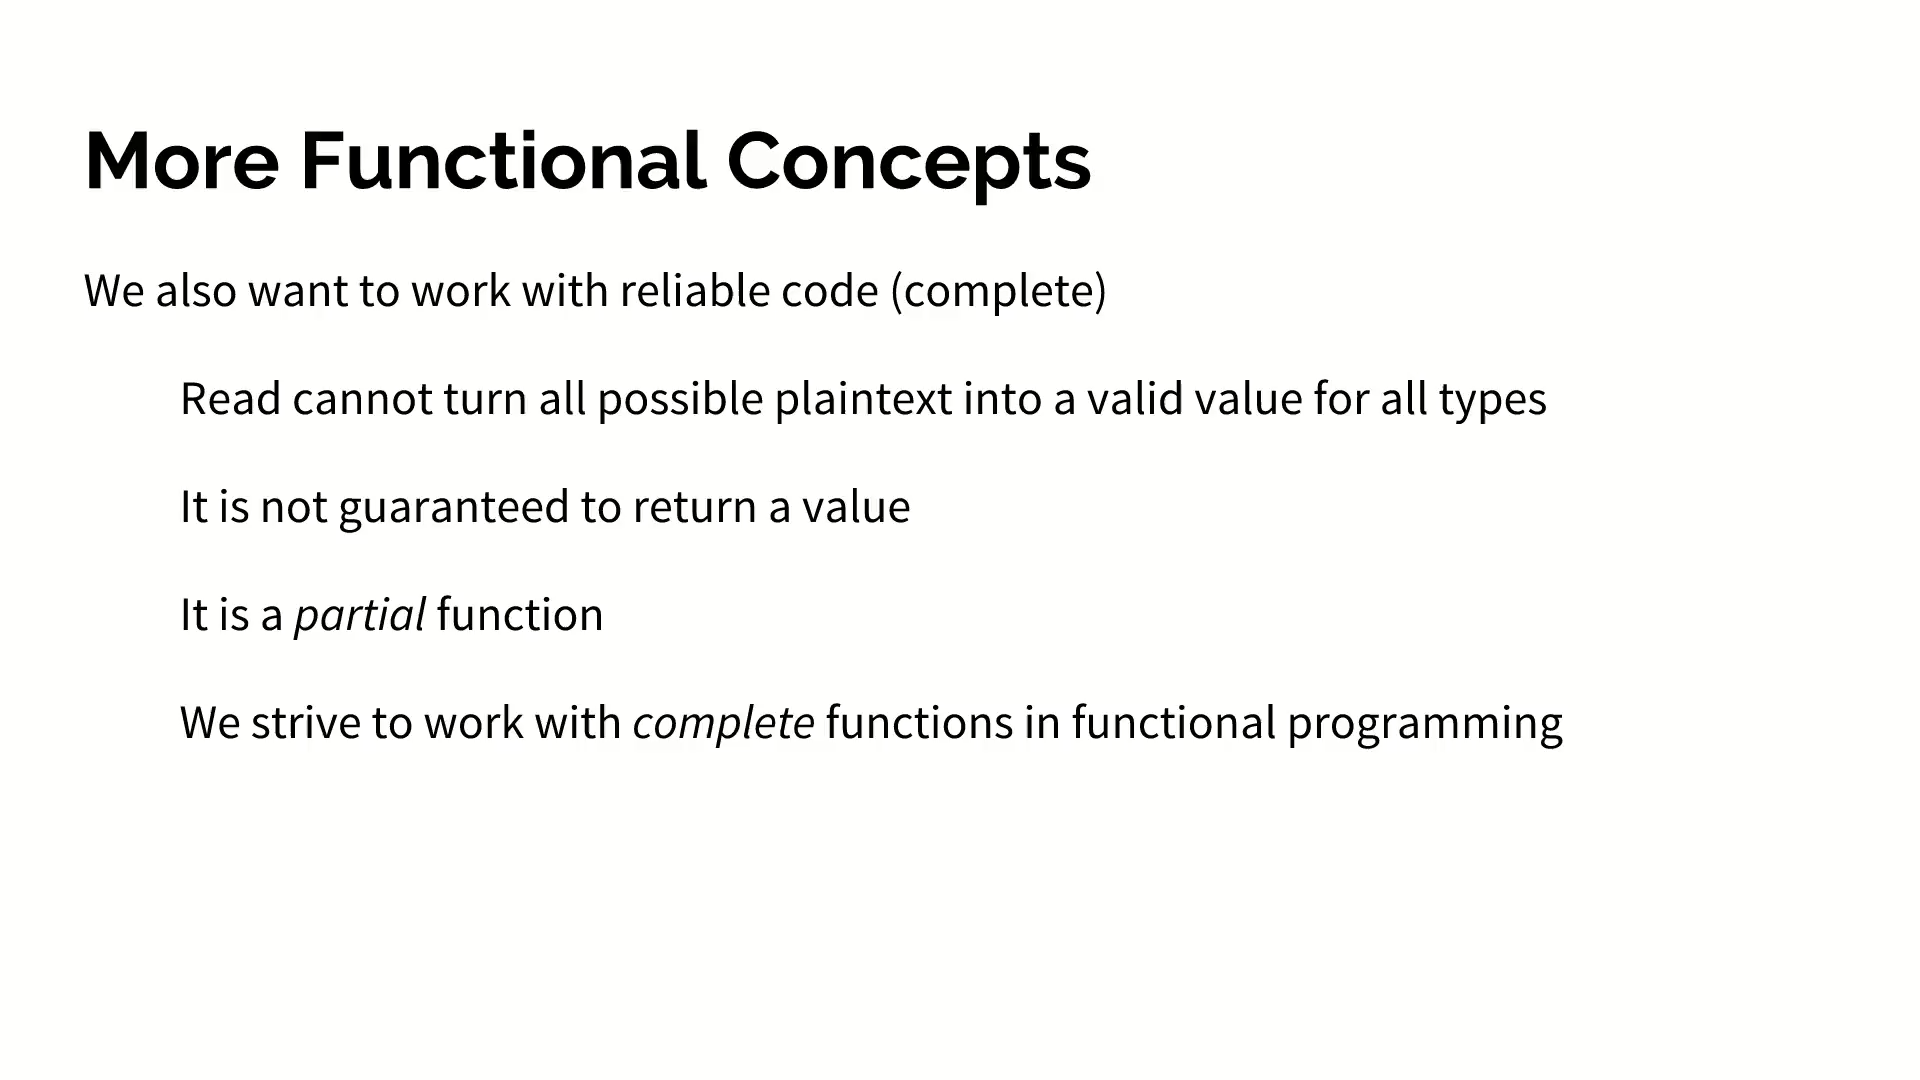 More Functional Concepts
We also want to work with reliable code (complete)
Read cannot turn all possible plaintext into a valid value for all types
It is not guaranteed to return a value
It is a partial function
We strive to work with complete functions in functional programming